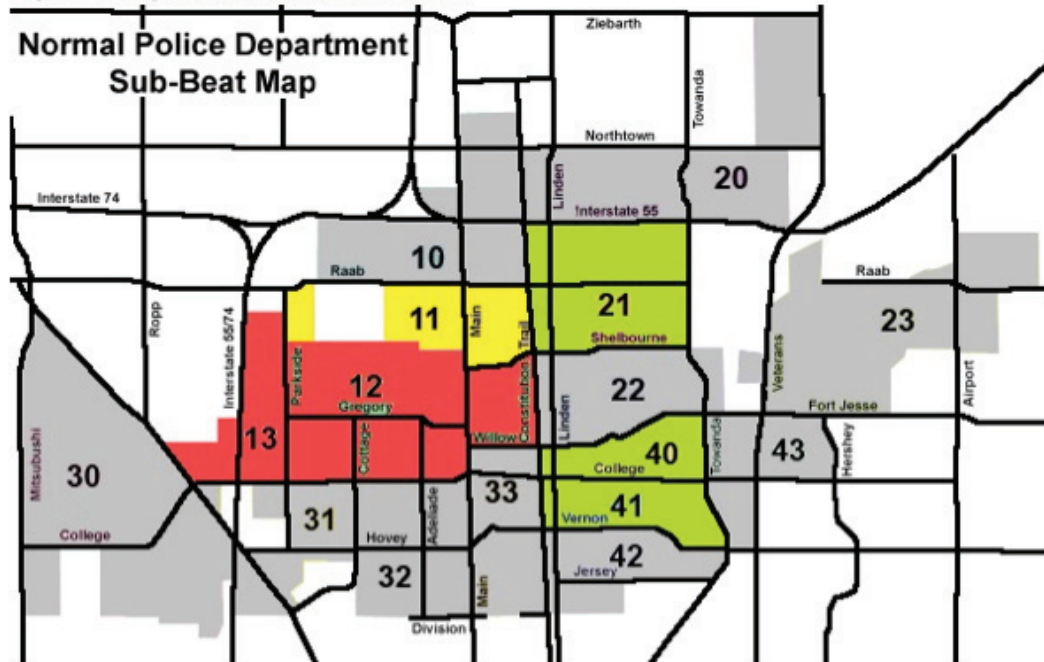 Normal Police Department
Sub-Beat Map
Ziebarth
Towanda
Northtown
Linden
20
Interstate 74
Interstate 55
10
Raab
Raab
21
11
Main
23
Ropp
Interstate 55/74
Shelbourne
Constitution Trail
Parkside
Veterans
Airport
12
22
Gregory
Fort Jesse
Linden
Willow
13
Cottage
40
Towanda
43
Hershey
Mitsubushi
30
College
33
41
31
Adeliade
Vernon
College
Hovey
42
32
Jersey
Main
Division